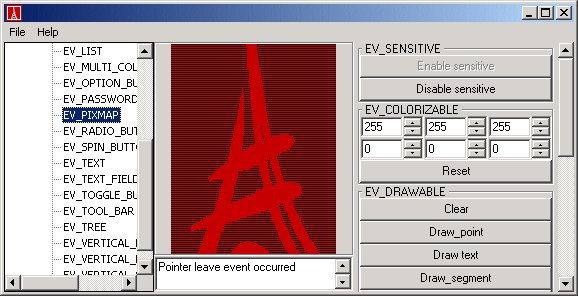 File Help
EV_LIST
EV_MULTI_COL
EV_OPTION_BU
EV_PASSWORD
EV_PIXMAP
EV_RADIO_BUT
EV_SPIN_BUTT
EV_TEXT
EV_TEXT_FIELD
EV_TOGGLE_BU
EV_TOOL_BAR
EV_TREE
EV_VERTICAL_
EV_VERTICAL_
EV_VERTICAL_
Pointer leave event occurred
EV_SENSITIVE
Enable sensitive
Disable sensitive
EV_COLORIZABLE
255 255 255
0 0 0
Reset
EV_DRAWABLE
Clear
Draw_point
Draw text
Draw_segment